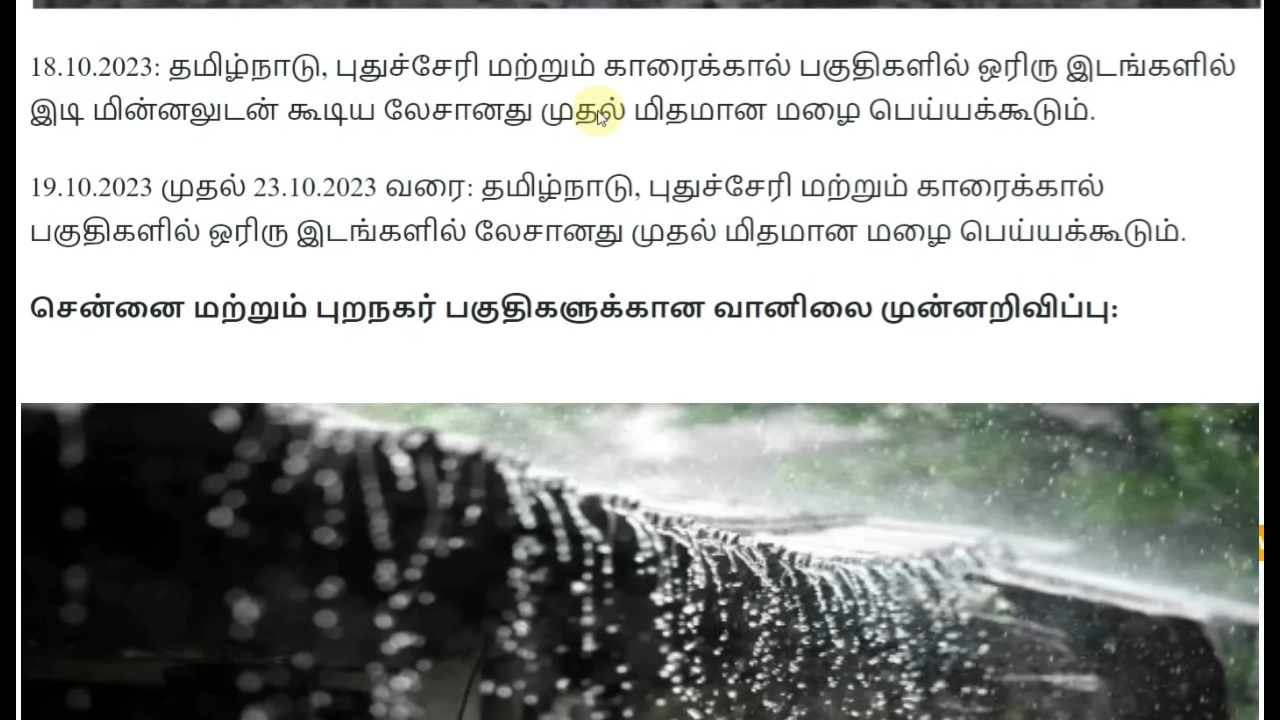 18.10.2023: தமிழ்நாடு, புதுச்சேரி மற்றும் காரைக்கால் பகுதிகளில் ஒரிரு இடங்களில்
இடி மின்னலுடன் கூடிய லேசானது முதல் மிதமான மழை பெய்யக்கூடும்.
19.10.2023 முதல் 23.10.2023 வரை: தமிழ்நாடு, புதுச்சேரி மற்றும் காரைக்கால்
பகுதிகளில் ஒரிரு இடங்களில் லேசானது முதல் மிதமான மழை பெய்யக்கூடும்.
சென்னை மற்றும் புறநகர் பகுதிகளுக்கான வானிலை முன்னறிவிப்பு: